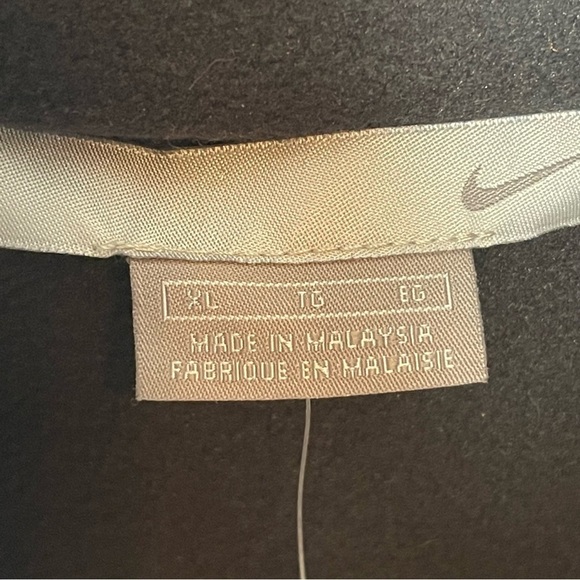 XL TG EG
MADE IN MALAYSIA
FABRIQUE EN MALAISIE